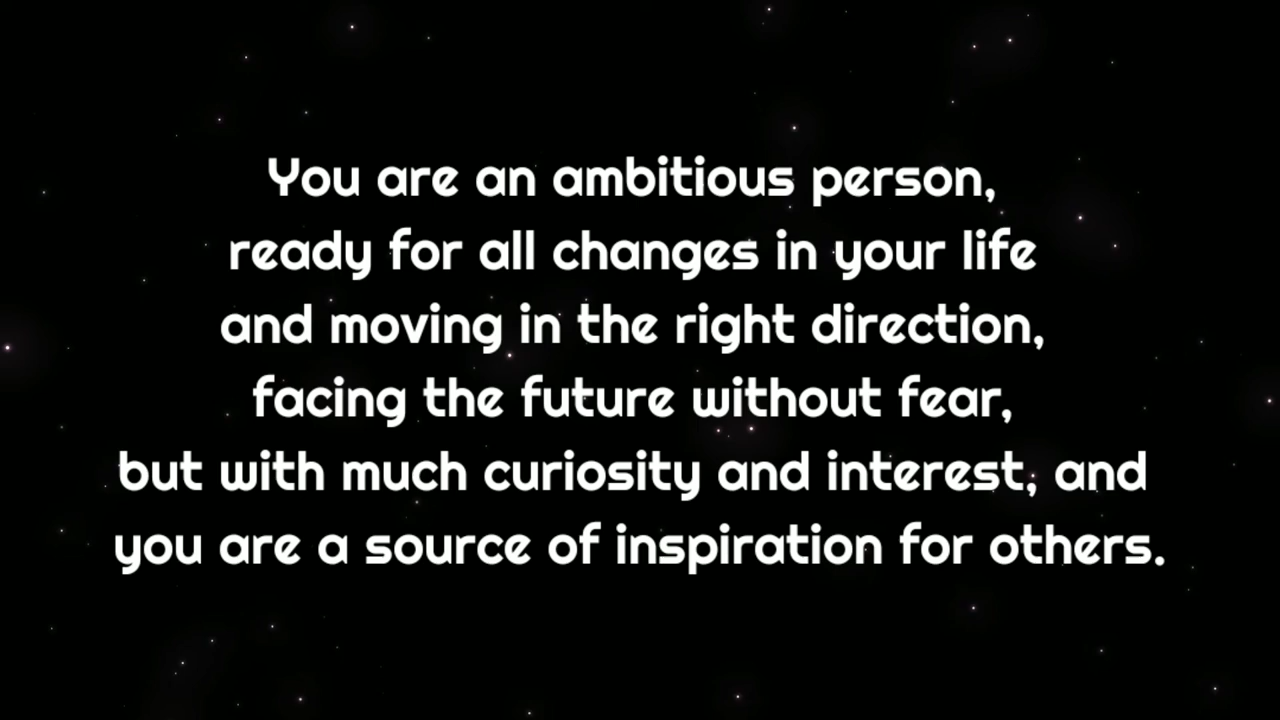 You are an ambitious person,
ready for all changes in your life
and moving in the right direction,
facing the future without fear,
but with much curiosity and interest, and
you are a source of inspiration for others.